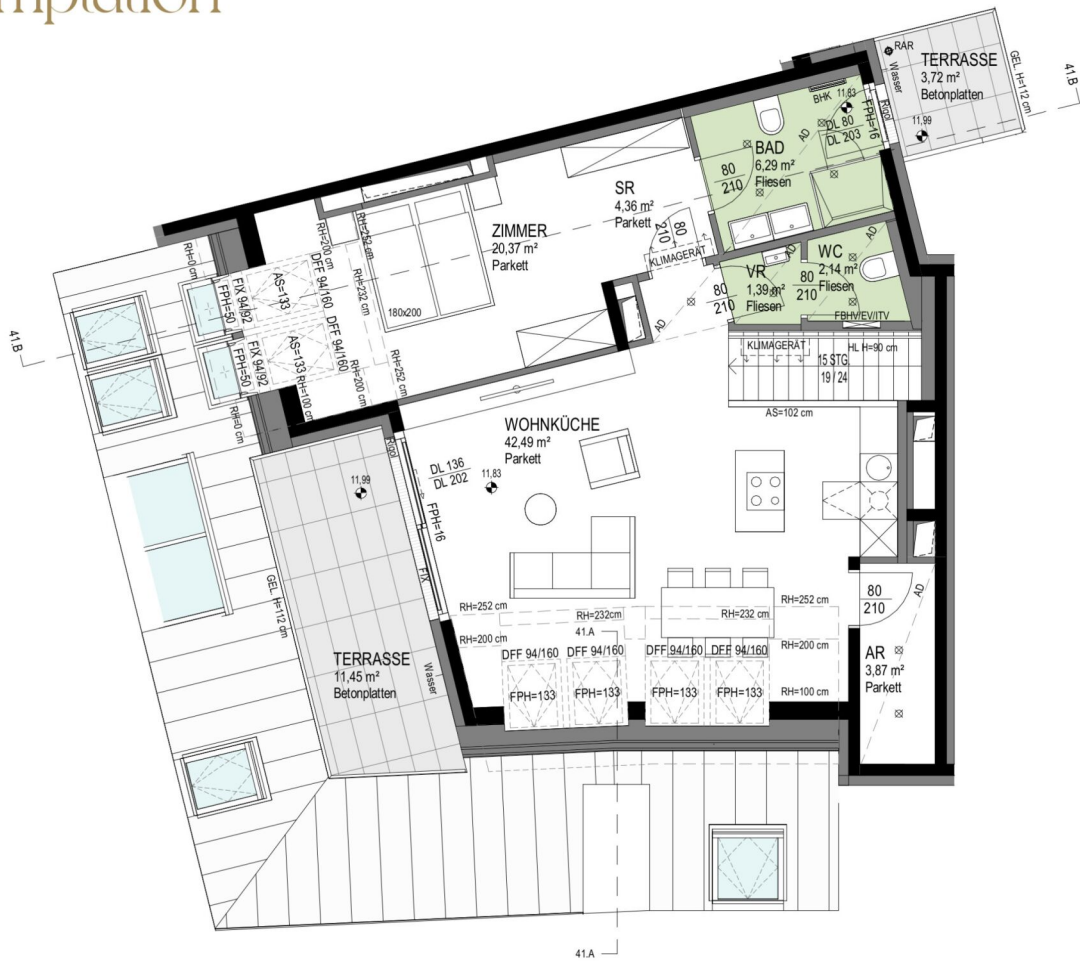 RAR
TERRASSE
3,72 m²
Betonplatten
Wasser
GEL. H=112 cm
41.B
11,99
Rigol
FPH=16
BHK
11,83
DL 80
DL 203
AD
BAD
6,29 m²
Fliesen
80
210
SR
4,36 m²
Parkett
80
210
KLIMAGERÄT
ZIMMER
20,37 m²
Parkett
180x200
RH=252 cm
RH=200 cm
RH=232 cm
DFF 94/160
DFF 94/160
AS=133
AS=133
RH=0 cm
FIX 94/92
FPH=50
FIX 94/92
FPH=50
RH=100 cm
RH=200 cm
RH=252 cm
RH=0 cm
41.B
AD
VR
1,39 m²
Fliesen
80
210
80
210
AD
WC
2,14 m²
Fliesen
AD
FBHV/EV/ITV
KLIMAGERÄT
HL H=90 cm
15 STG.
19 / 24
AS=102 cm
WOHNKÜCHE
42,49 m²
Parkett
Rigol
DL 136
DL 202
11,83
FPH=16
FIX
11,99
GEL. H=112 cm
TERRASSE
11,45 m²
Betonplatten
Wasser
RH=252 cm
RH=232cm
RH=232 cm
RH=252 cm
RH=200 cm
41.A
RH=200 cm
DFF 94/160
DFF 94/160
DFF 94/160
DFF 94/160
FPH=133
FPH=133
FPH=133
FPH=133
RH=100 cm
80
210
AD
AR
3,87 m²
Parkett
41.A